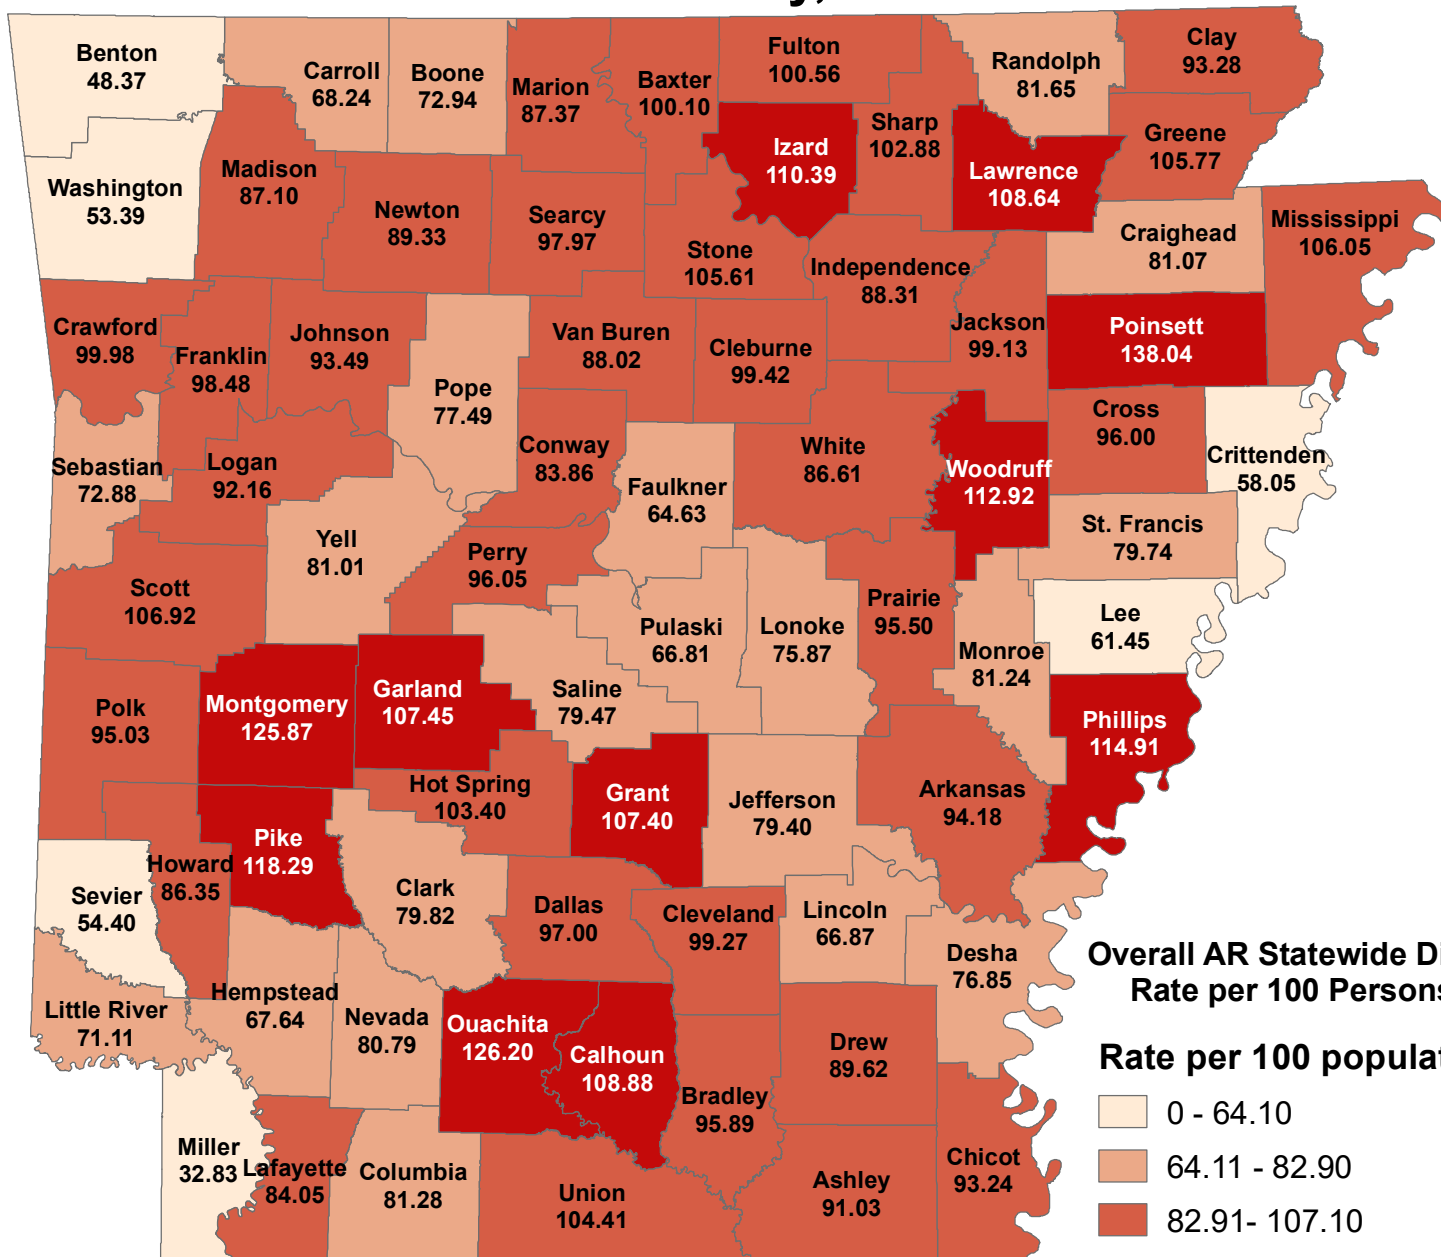 Benton
48.37
Carroll
68.24
Boone
72.94
Marion
87.37
Baxter
100.10
Fulton
100.56
Randolph
81.65
Clay
93.28
Izard
110.39
Sharp
102.88
Lawrence
108.64
Greene
105.77
Washington
53.39
Madison
87.10
Newton
89.33
Searcy
97.97
Stone
105.61
Independence
88.31
Craighead
81.07
Mississippi
106.05
Crawford
99.98
Franklin
98.48
Johnson
93.49
Pope
77.49
Van Buren
88.02
Cleburne
99.42
Jackson
99.13
Poinsett
138.04
Sebastian
72.88
Logan
92.16
Conway
83.86
Faulkner
64.63
White
86.61
Woodruff
112.92
Cross
96.00
Crittenden
58.05
Scott
106.92
Yell
81.01
Perry
96.05
Pulaski
66.81
Lonoke
75.87
Prairie
95.50
Monroe
81.24
St. Francis
79.74
Lee
61.45
Polk
95.03
Montgomery
125.87
Garland
107.45
Saline
79.47
Phillips
114.91
Hot Spring
103.40
Grant
107.40
Jefferson
79.40
Arkansas
94.18
Sevier
54.40
Howard
86.35
Pike
118.29
Clark
79.82
Dallas
97.00
Cleveland
99.27
Lincoln
66.87
Desha
76.85
Little River
71.11
Hempstead
67.64
Nevada
80.79
Ouachita
126.20
Calhoun
108.88
Bradley
95.89
Drew
89.62
Miller
32.83
Lafayette
84.05
Columbia
81.28
Union
104.41
Ashley
91.03
Chicot
93.24
Overall AR Statewide Di
Rate per 100 Persons
Rate per 100 populat
0 - 64.10
64.11 - 82.90
82.91- 107.10